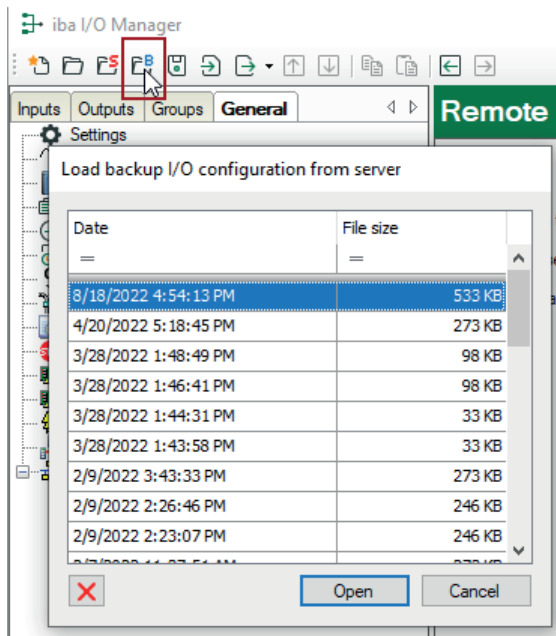 iba I/O Manager
Inputs Outputs Groups General
Remote
Settings
Load backup I/O configuration from server
Date File size
= =
8/18/2022 4:54:13 PM 533 KB
4/20/2022 5:18:45 PM 273 KB
3/28/2022 1:48:49 PM 98 KB
3/28/2022 1:46:41 PM 98 KB
3/28/2022 1:44:31 PM 33 KB
3/28/2022 1:43:58 PM 33 KB
2/9/2022 3:43:33 PM 273 KB
2/9/2022 2:26:46 PM 246 KB
2/9/2022 2:23:07 PM 246 KB
Open Cancel